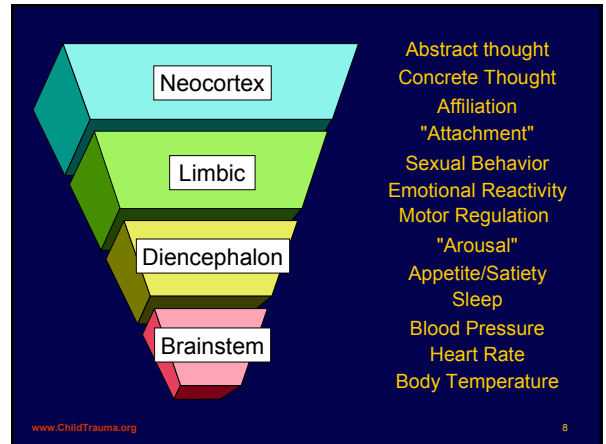 Neocortex
Limbic
Diencephalon
Brainstem
Abstract thought
Concrete Thought
Affiliation
"Attachment"
Sexual Behavior
Emotional Reactivity
Motor Regulation
"Arousal"
Appetite/Satiety
Sleep
Blood Pressure
Heart Rate
Body Temperature
www.ChildTrauma.org
8